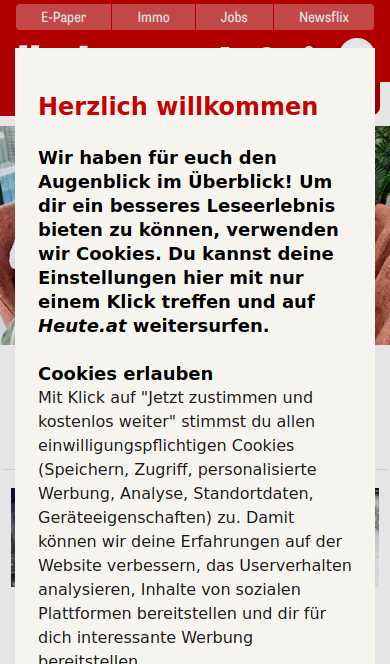 E-Paper
Immo
Jobs
Newsflix
Herzlich willkommen
Wir haben für euch den
Augenblick im Überblick! Um
dir ein besseres Leseerlebnis
bieten zu können, verwenden
wir Cookies. Du kannst deine
Einstellungen hier mit nur
einem Klick treffen und auf
Heute.at weitersurfen.
Cookies erlauben
Mit Klick auf "Jetzt zustimmen und
kostenlos weiter" stimmst du allen
einwilligungspflichtigen Cookies
(Speichern, Zugriff, personalisierte
Werbung, Analyse, Standortdaten,
Geräteeigenschaften) zu. Damit
können wir deine Erfahrungen auf der
Website verbessern, das Userverhalten
analysieren, Inhalte von sozialen
Plattformen bereitstellen und dir für
dich interessante Werbung
bereitstellen